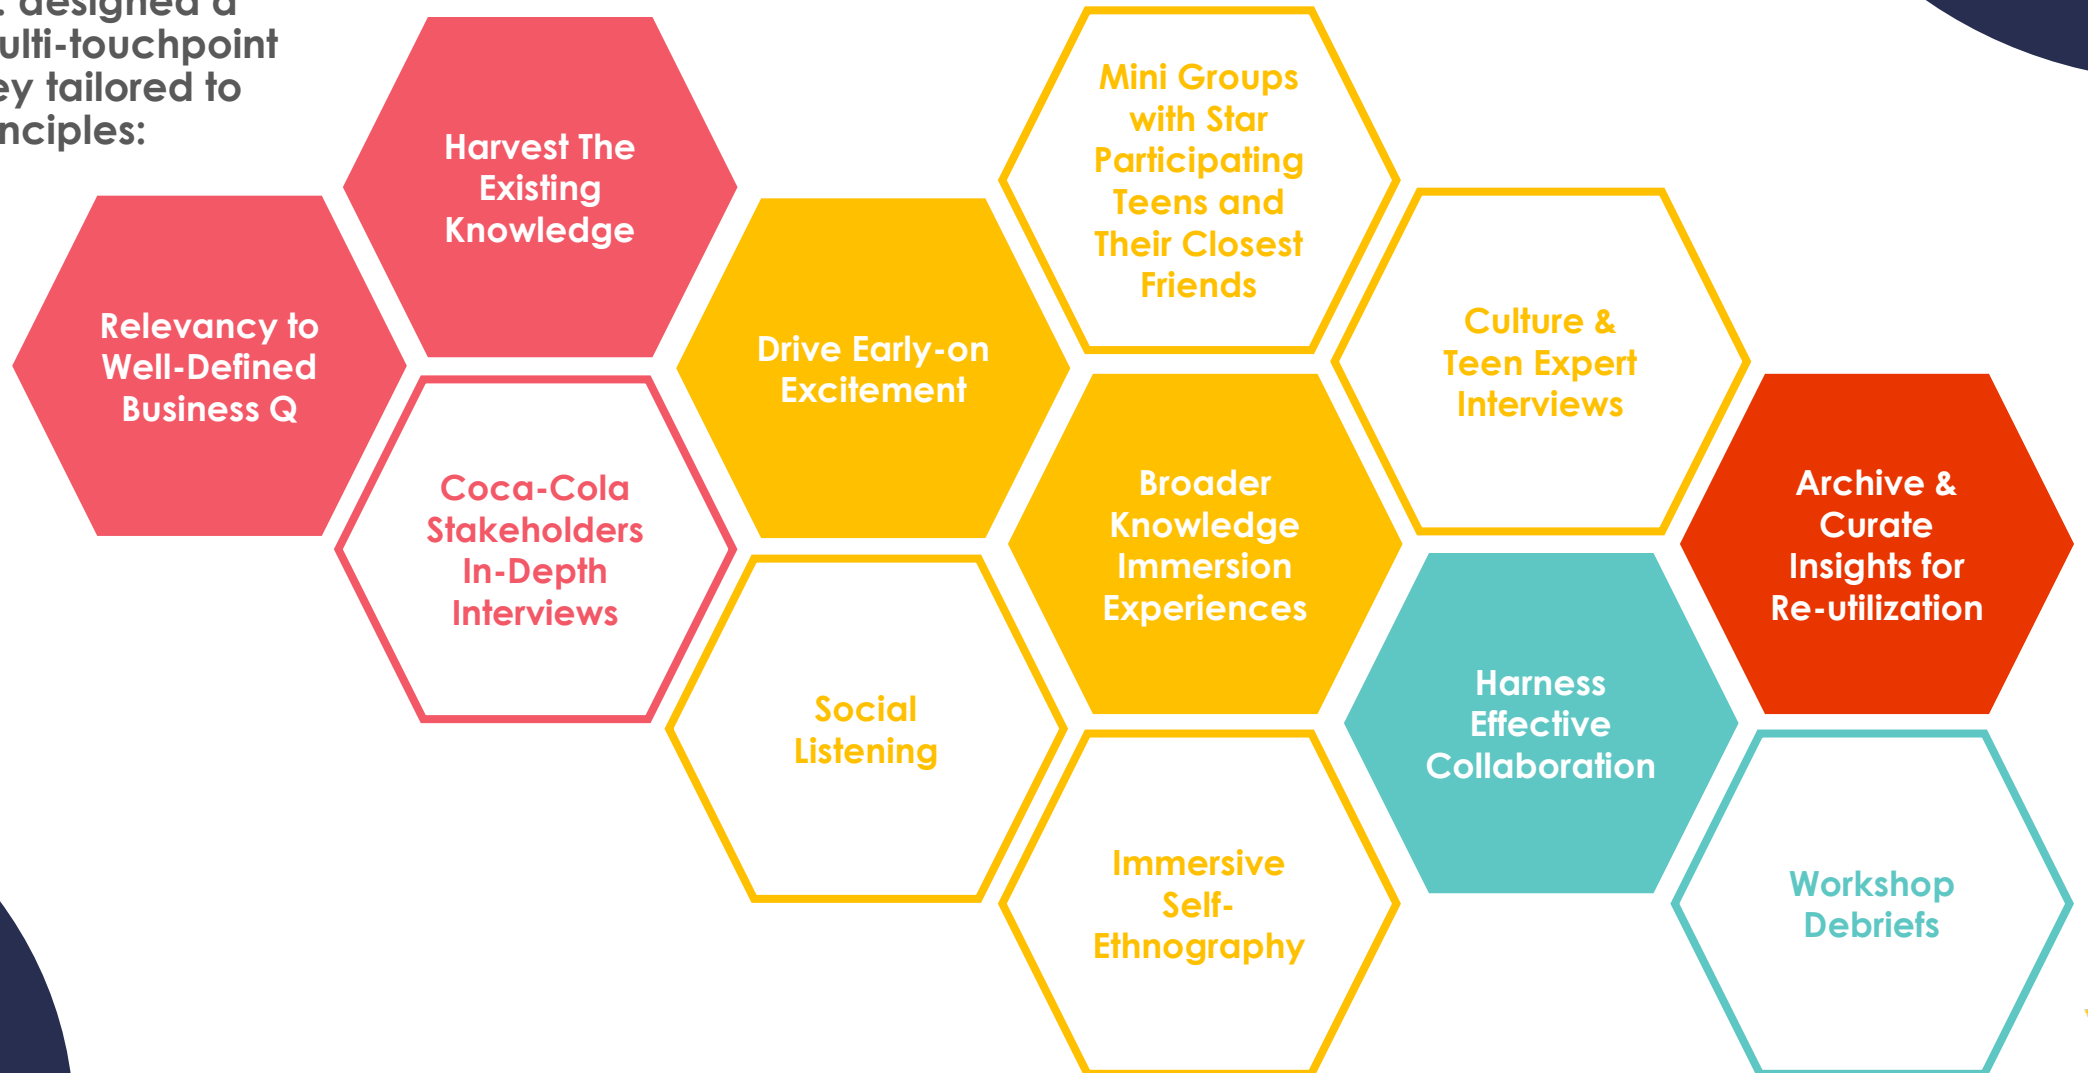 designed a
ulti-touchpoint
ey tailored to
nciples:
Harvest The
Existing
Knowledge
Relevancy to
Well-Defined
Business Q
Coca-Cola
Stakeholders
In-Depth
Interviews
Drive Early-on
Excitement
Social
Listening
Mini Groups
with Star
Participating
Teens and
Their Closest
Friends
Broader
Knowledge
Immersion
Experiences
Immersive
Self-
Ethnography
Culture &
Teen Expert
Interviews
Harness
Effective
Collaboration
Archive &
Curate
Insights for
Re-utilization
Workshop
Debriefs